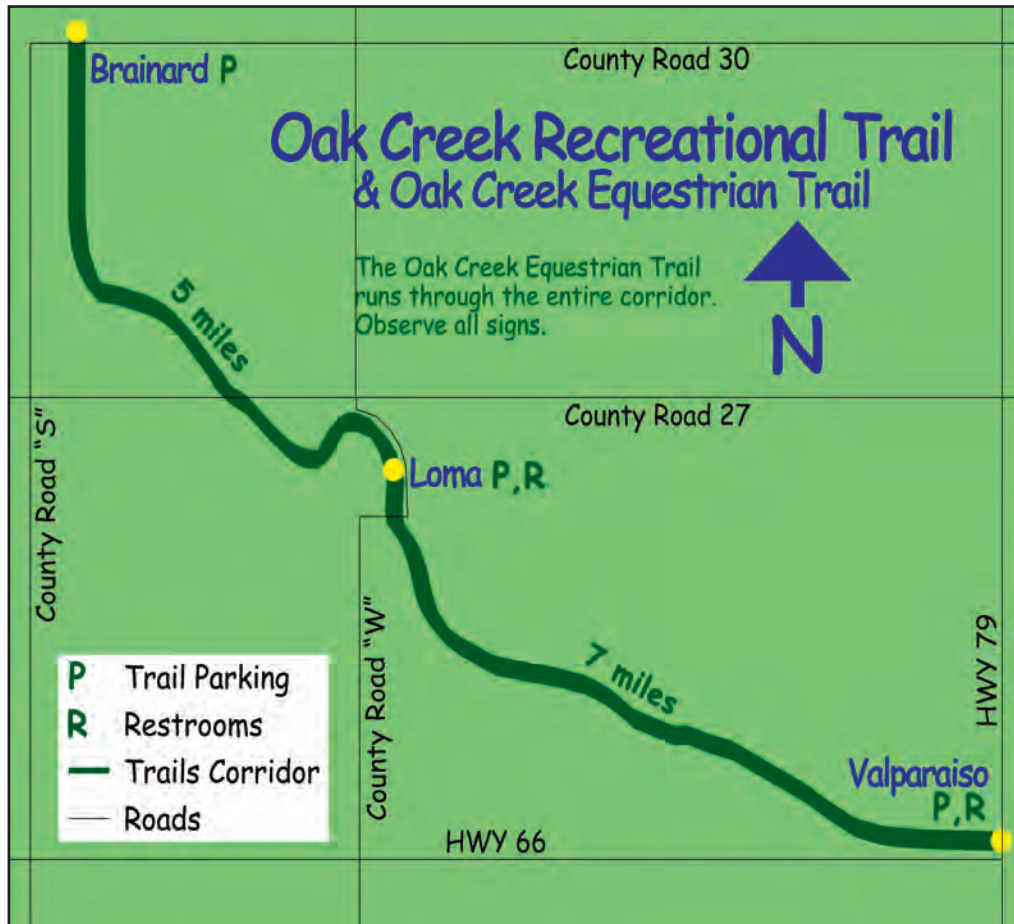 Brainard P
County Road 30
Oak Creek Recreational Trail
& Oak Creek Equestrian Trail
The Oak Creek Equestrian Trail
runs through the entire corridor.
Observe all signs.
N
5 miles
County Road 27
County Road "S"
Loma P,R
County Road "W"
7 miles
HWY 79
P Trail Parking
R Restrooms
Trails Corridor
Roads
Valparaiso
P,R
HWY 66